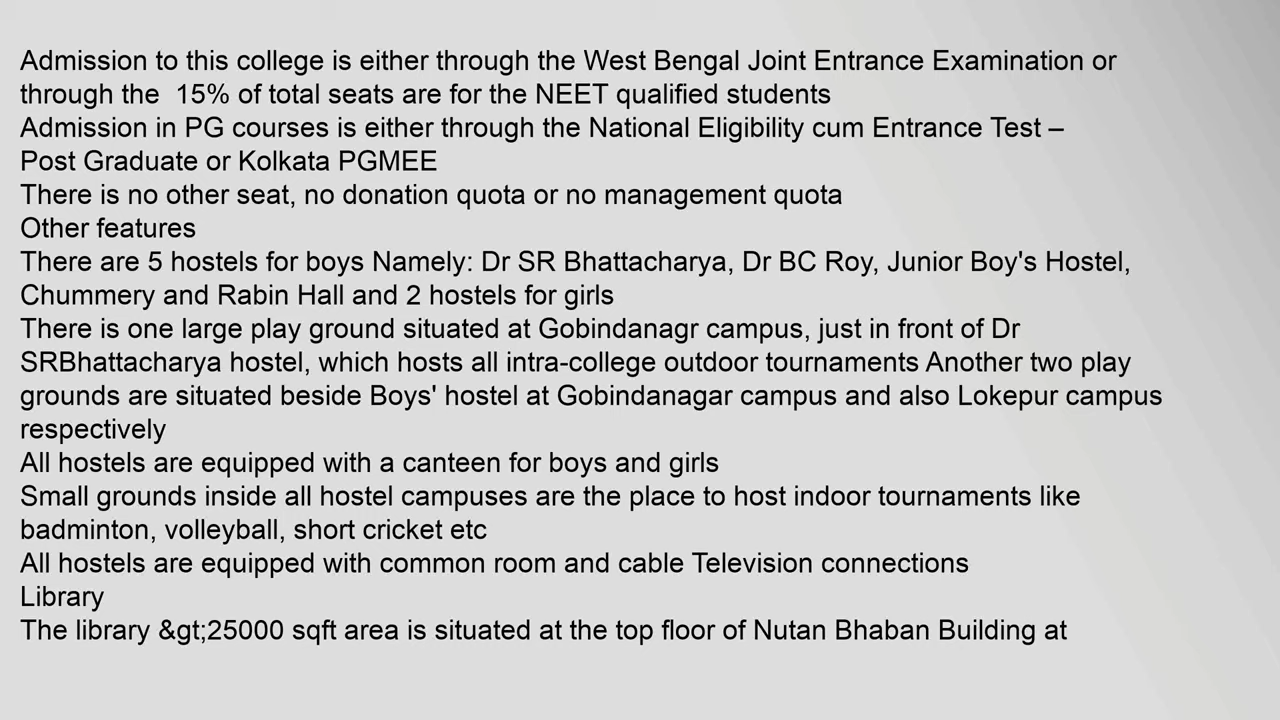 Admission to this college is either through the West Bengal Joint Entrance Examination or
through the  15% of total seats are for the NEET qualified students
Admission in PG courses is either through the National Eligibility cum Entrance Test –
Post Graduate or Kolkata PGMEE
There is no other seat, no donation quota or no management quota
Other features
There are 5 hostels for boys Namely: Dr SR Bhattacharya, Dr BC Roy, Junior Boy's Hostel,
Chummery and Rabin Hall and 2 hostels for girls
There is one large play ground situated at Gobindanagr campus, just in front of Dr
SRBhattacharya hostel, which hosts all intra-college outdoor tournaments Another two play
grounds are situated beside Boys' hostel at Gobindanagar campus and also Lokepur campus
respectively
All hostels are equipped with a canteen for boys and girls
Small grounds inside all hostel campuses are the place to host indoor tournaments like
badminton, volleyball, short cricket etc
All hostels are equipped with common room and cable Television connections
Library
The library &gt;25000 sqft area is situated at the top floor of Nutan Bhaban Building at